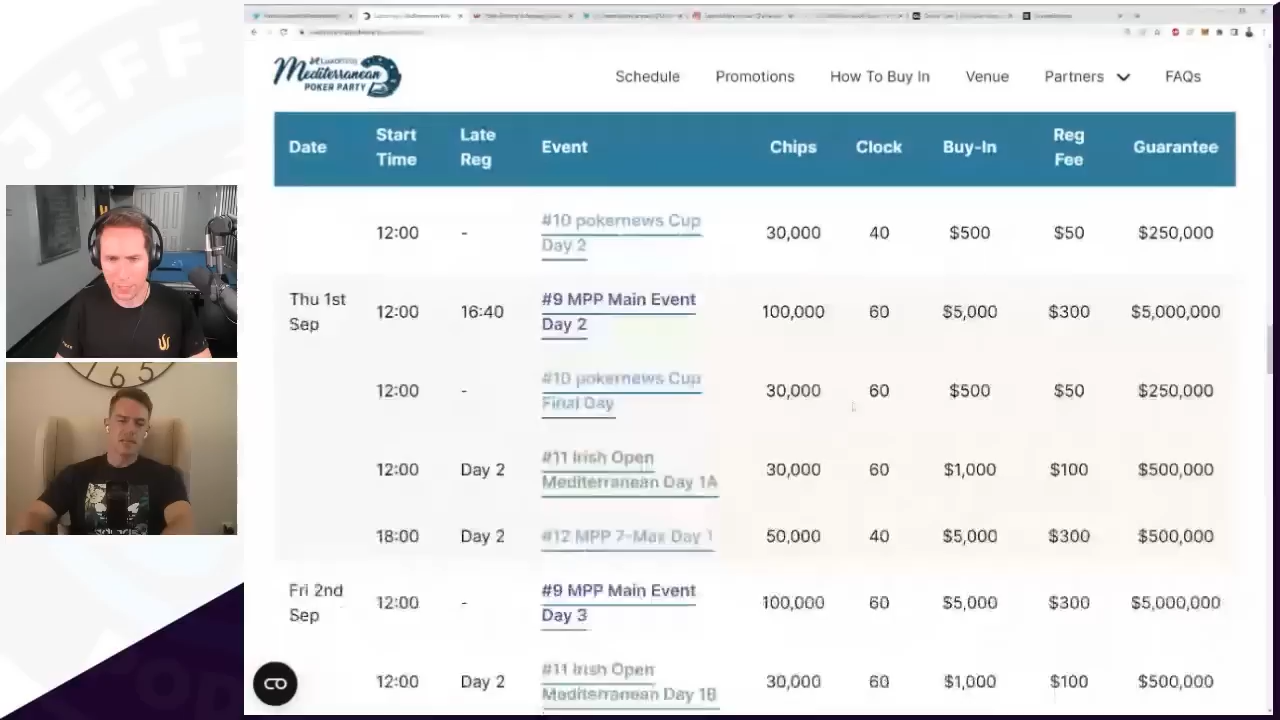 JEFF
Luxon Pay
Mediterranean
POKER PARTY
Schedule
Promotions
How To Buy In
Venue
Partners
FAQs
Date
Start Time
Late Reg
Event
Chips
Clock
Buy-In
Reg Fee
Guarantee
12:00
-
#10 pokernews Cup
Day 2
30,000
40
$500
$50
$250,000
Thu 1st
Sep
12:00
16:40
#9 MPP Main Event
Day 2
100,000
60
$5,000
$300
$5,000,000
12:00
-
#10 pokernews Cup
Final Day
30,000
60
$500
$50
$250,000
12:00
Day 2
#11 Irish Open
Mediterranean Day 1A
30,000
60
$1,000
$100
$500,000
18:00
Day 2
#12 MPP 7-Max Day 1
50,000
40
$5,000
$300
$500,000
Fri 2nd
Sep
12:00
-
#9 MPP Main Event
Day 3
100,000
60
$5,000
$300
$5,000,000
12:00
Day 2
#11 Irish Open
Mediterranean Day 1B
30,000
60
$1,000
$100
$500,000
7 6 5
POD